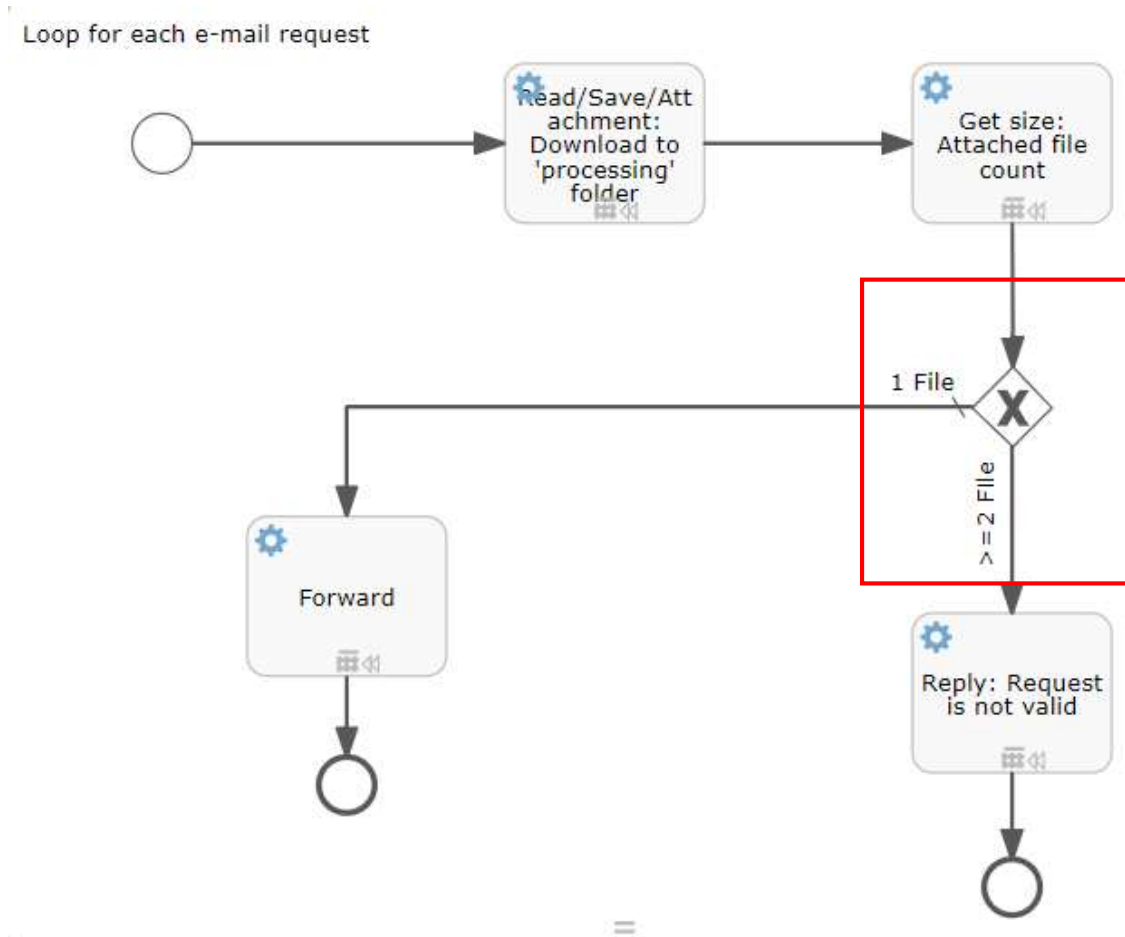 Loop for each e-mail request
Read/Save/Att
achment:
Download to
'processing'
folder
Get size:
Attached file
count
1 File
>=2 File
Forward
Reply: Request
is not valid